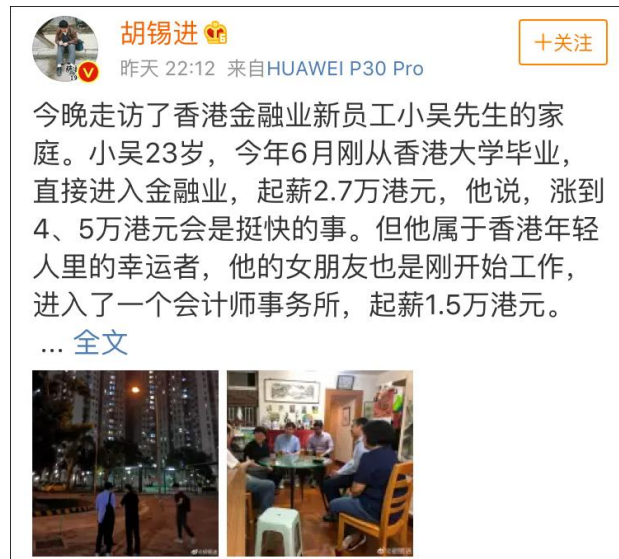 胡锡进
昨天 22:12 来自HUAWEI P30 Pro
＋关注
今晚走访了香港金融业新员工小吴先生的家
庭。小吴23岁，今年6月刚从香港大学毕业，
直接进入金融业，起薪2.7万港元，他说，涨到
4、5万港元会是挺快的事。但他属于香港年轻
人里的幸运者，他的女朋友也是刚开始工作，
进入了一个会计师事务所，起薪1.5万港元。
... 全文
@胡锡进
@胡锡进